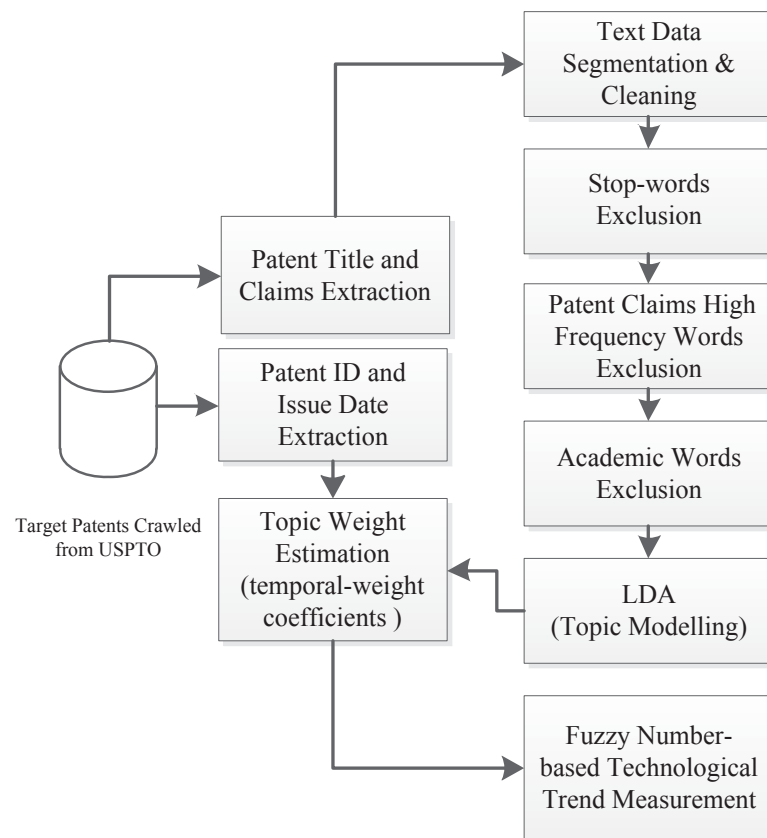 Text Data
Segmentation &
Cleaning
Stop-words
Exclusion
Patent Title and
Claims Extraction
Patent Claims High
Frequency Words
Exclusion
Patent ID and
Issue Date
Extraction
Academic Words
Exclusion
Target Patents Crawled
from USPTO
Topic Weight
Estimation
(temporal-weight
coefficients )
LDA
(Topic Modelling)
Fuzzy Number-
based Technological
Trend Measurement